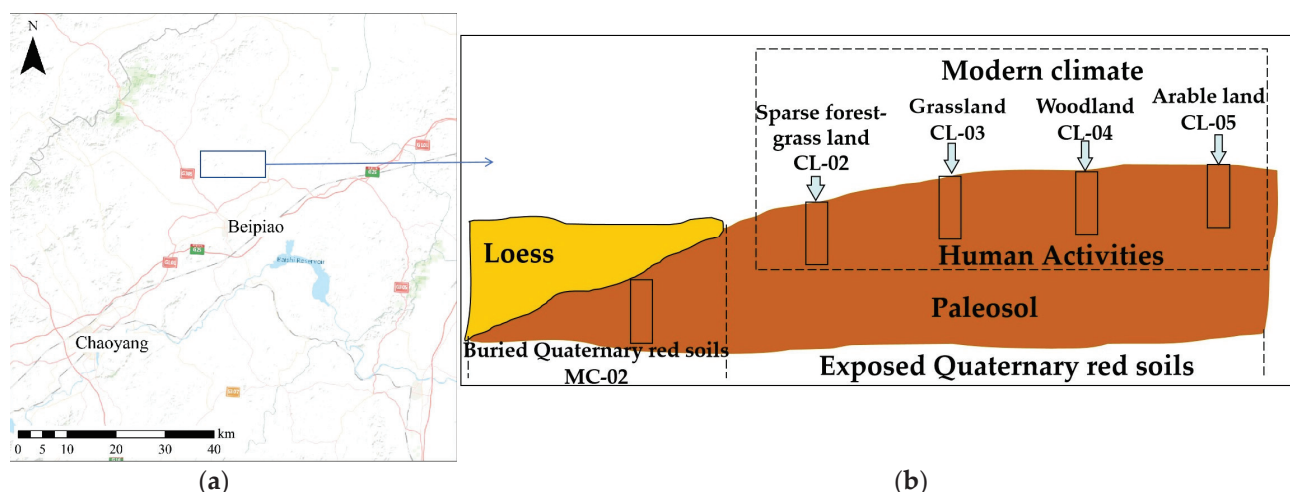 N
Beipiao
Chaoyang
km
0 5 10 20 30 40
(a)
Modern climate
Sparse forest-
grass land
CL-02
Grassland
CL-03
Woodland
CL-04
Arable land
CL-05
Loess
Human Activities
Paleosol
Buried Quaternary red soils
MC-02
Exposed Quaternary red soils
(b)